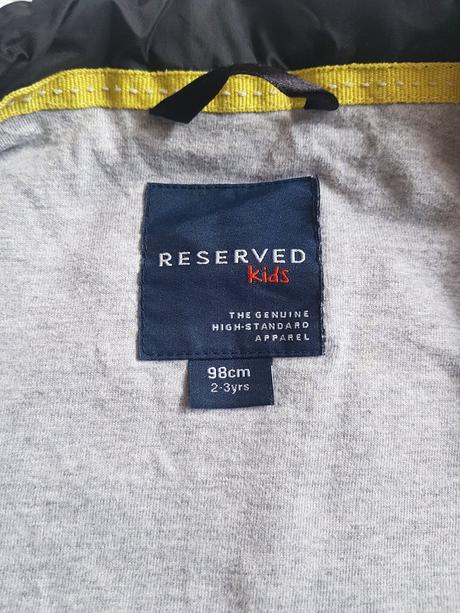 RESERVED
kids
THE GENUINE
HIGH-STANDARD
APPAREL
98cm
2-3yrs